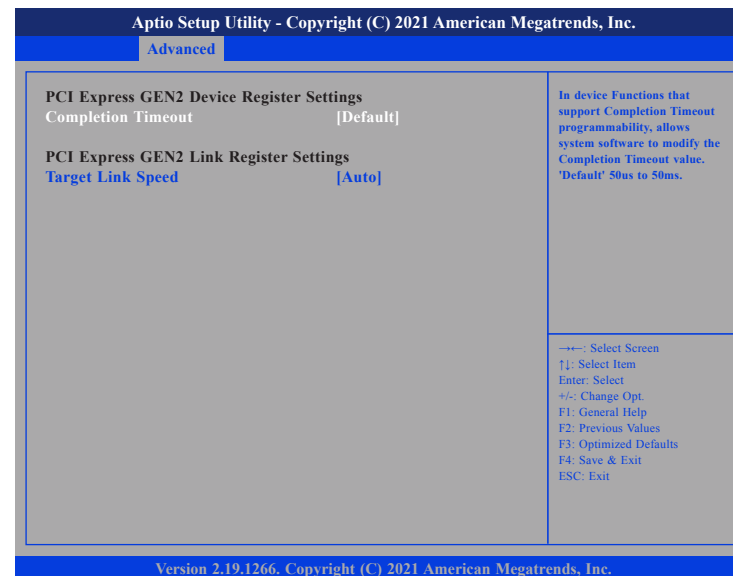 Aptio Setup Utility - Copyright (C) 2021 American Megatrends, Inc.
Advanced
PCI Express GEN2 Device Register Settings
Completion Timeout [Default]
PCI Express GEN2 Link Register Settings
Target Link Speed [Auto]
In device Functions that
support Completion Timeout
programmability, allows
system software to modify the
Completion Timeout value.
'Default' 50us to 50ms.
→←: Select Screen
↑↓: Select Item
Enter: Select
+/-: Change Opt.
F1: General Help
F2: Previous Values
F3: Optimized Defaults
F4: Save & Exit
ESC: Exit
Version 2.19.1266. Copyright (C) 2021 American Megatrends, Inc.